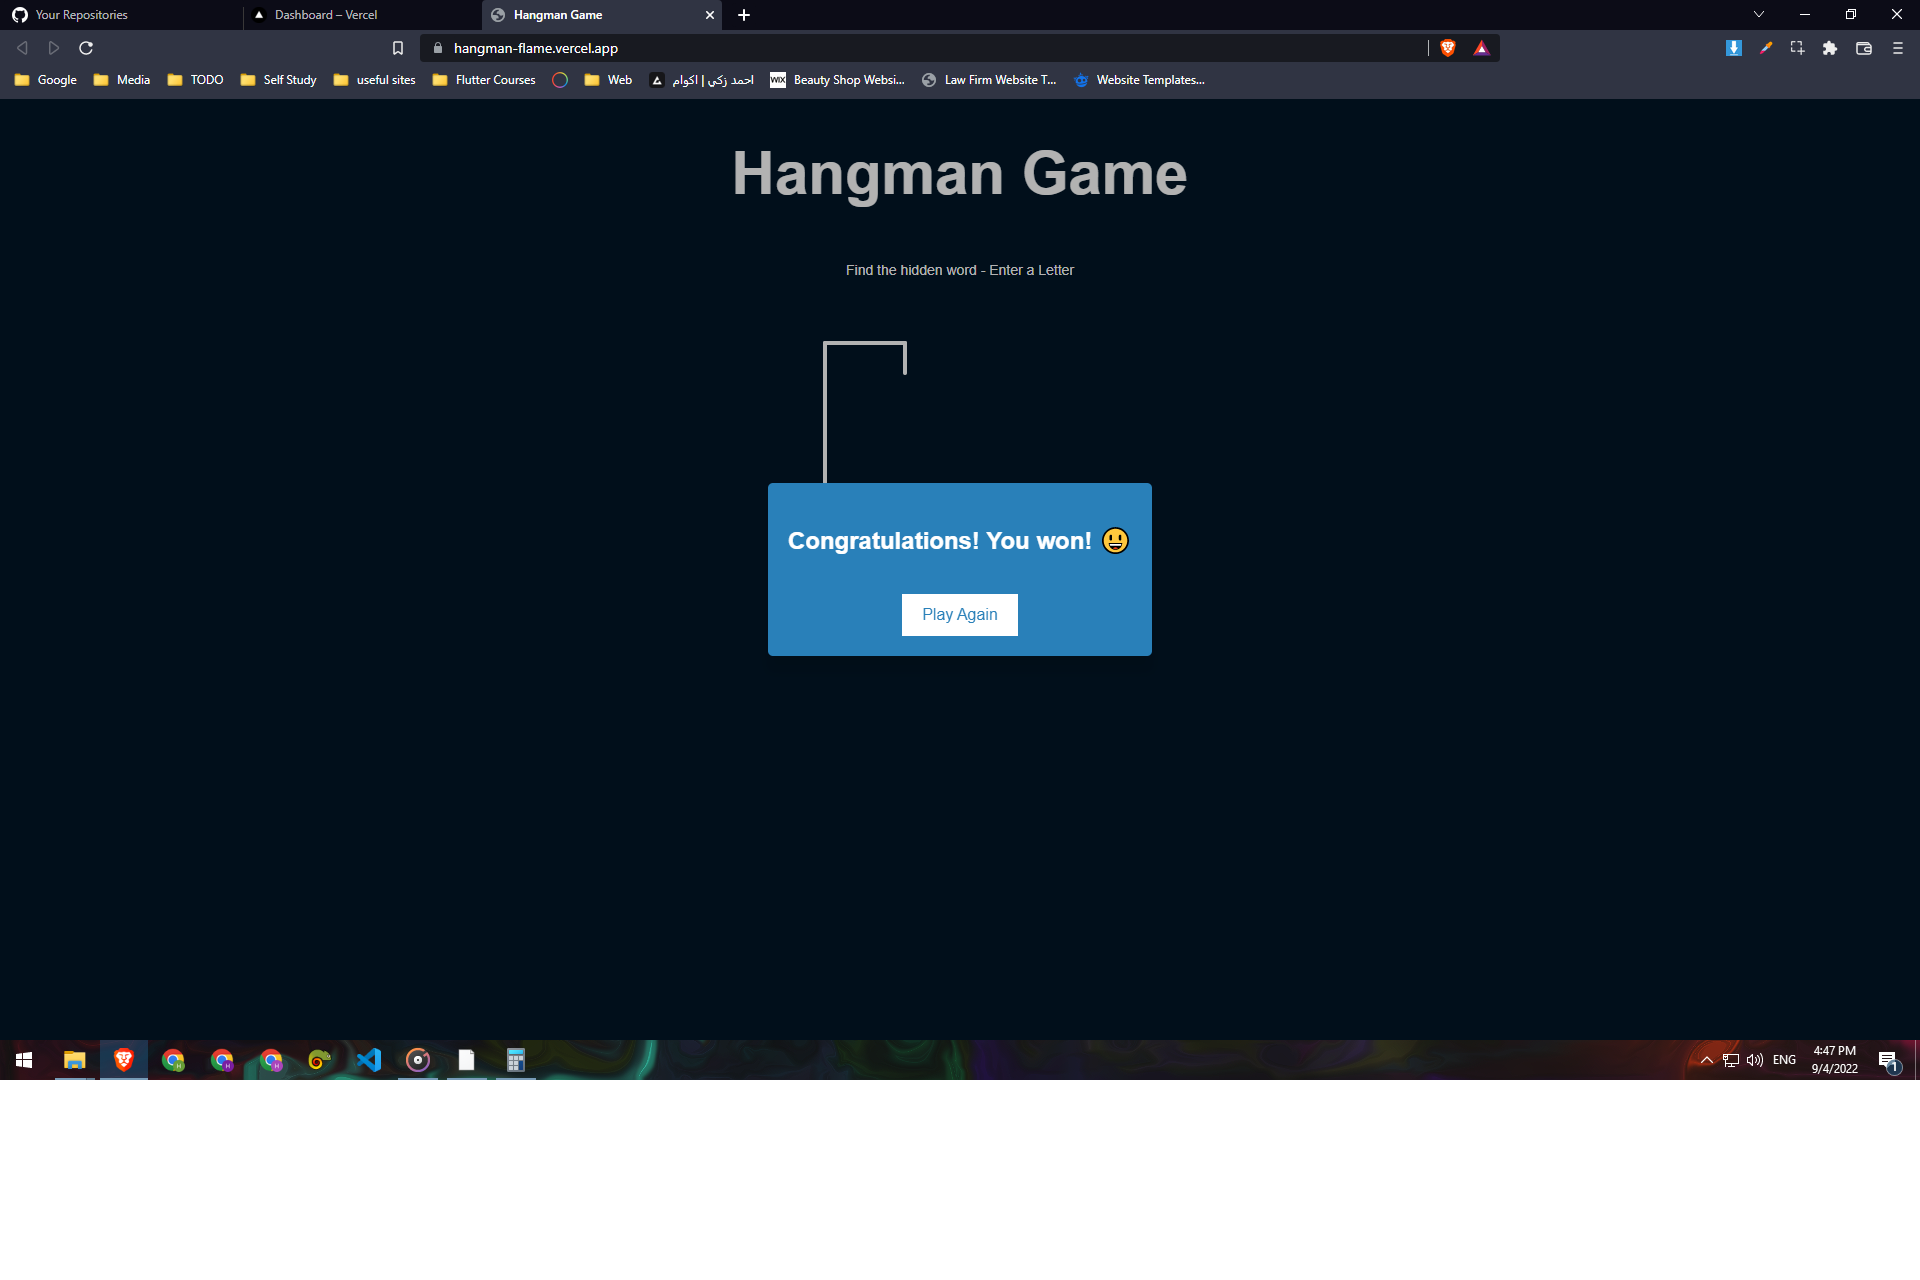 Your Repositories
Dashboard – Vercel
Hangman Game
hangman-flame.vercel.app
Google
Media
TODO
Self Study
useful sites
Flutter Courses
Web
احمد زكي | اكوام
WIX
Beauty Shop Websi...
Law Firm Website T...
Website Templates...
Hangman Game
Find the hidden word - Enter a Letter
Congratulations! You won! 😃
Play Again
ENG
4:47 PM
9/4/2022
1